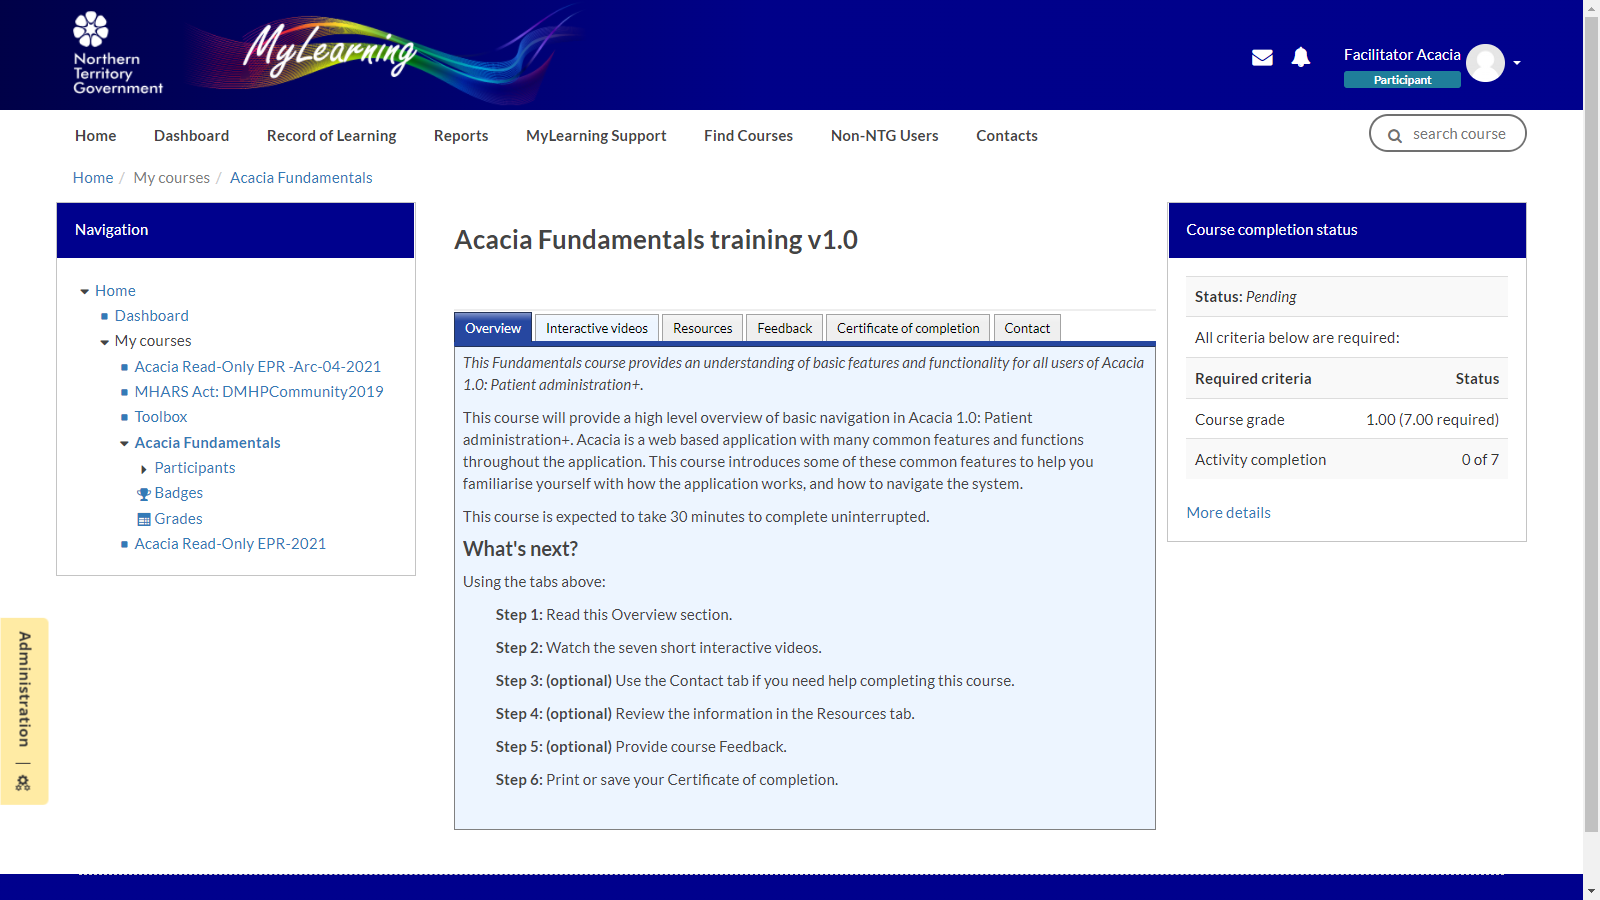 Northern
Territory
Government
MyLearning
Facilitator Acacia
Participant
Home
Dashboard
Record of Learning
Reports
MyLearning Support
Find Courses
Non-NTG Users
Contacts
search course
Home / My courses / Acacia Fundamentals
Navigation
Home
Dashboard
My courses
Acacia Read-Only EPR -Arc-04-2021
MHARS Act: DMHPCommunity2019
Toolbox
Acacia Fundamentals
Participants
Badges
Grades
Acacia Read-Only EPR-2021
Administration
Acacia Fundamentals training v1.0
Overview
Interactive videos
Resources
Feedback
Certificate of completion
Contact
This Fundamentals course provides an understanding of basic features and functionality for all users of Acacia
1.0: Patient administration+.
This course will provide a high level overview of basic navigation in Acacia 1.0: Patient
administration+. Acacia is a web based application with many common features and functions
throughout the application. This course introduces some of these common features to help you
familiarise yourself with how the application works, and how to navigate the system.
This course is expected to take 30 minutes to complete uninterrupted.
What's next?
Using the tabs above:
Step 1: Read this Overview section.
Step 2: Watch the seven short interactive videos.
Step 3: (optional) Use the Contact tab if you need help completing this course.
Step 4: (optional) Review the information in the Resources tab.
Step 5: (optional) Provide course Feedback.
Step 6: Print or save your Certificate of completion.
Course completion status
Status: Pending
All criteria below are required:
Required criteria Status
Course grade 1.00 (7.00 required)
Activity completion 0 of 7
More details